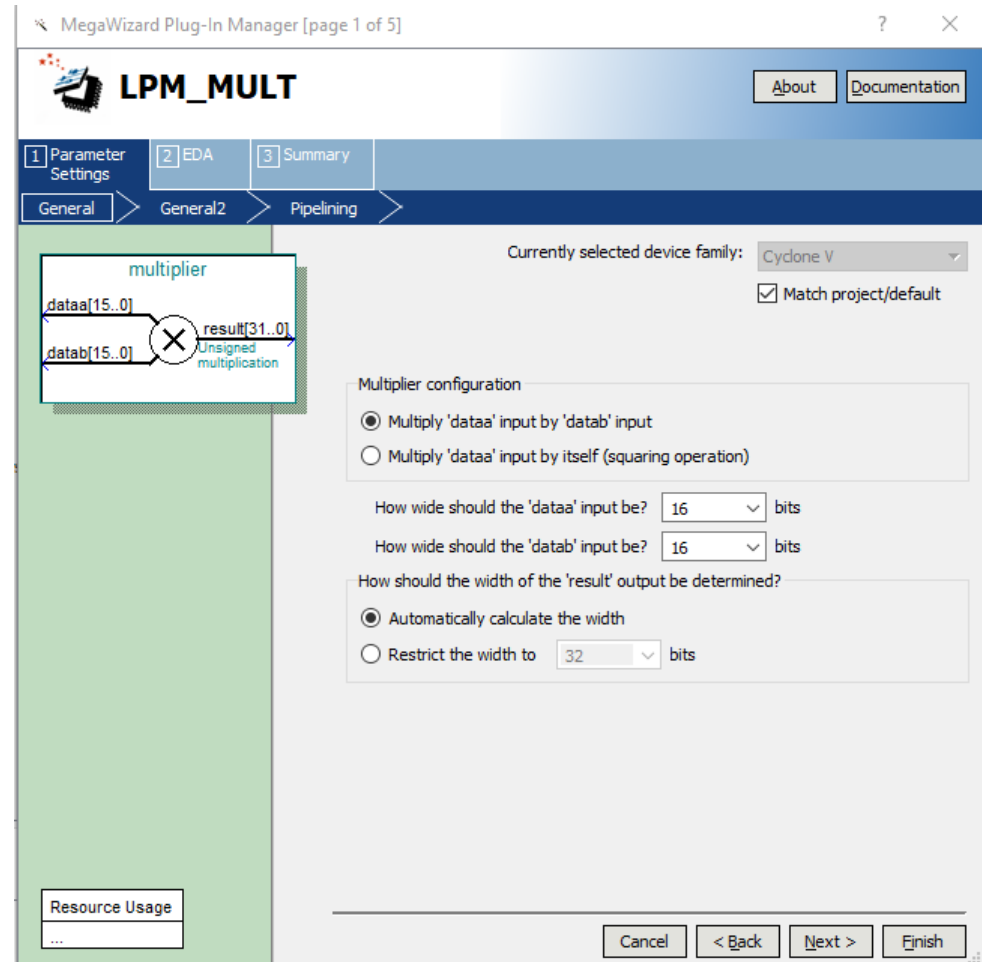 MegaWizard Plug-In Manager [page 1 of 5]
?
LPM_MULT
About
Documentation
1 Parameter Settings
2 EDA
3 Summary
General
General2
Pipelining
multiplier
dataa[15..0]
datab[15..0]
result[31..0]
Unsigned
multiplication
Currently selected device family:
Cyclone V
Match project/default
Multiplier configuration
Multiply 'dataa' input by 'datab' input
Multiply 'dataa' input by itself (squaring operation)
How wide should the 'dataa' input be? 16 bits
How wide should the 'datab' input be? 16 bits
How should the width of the 'result' output be determined?
Automatically calculate the width
Restrict the width to 32 bits
Resource Usage
...
Cancel
< Back
Next >
Finish